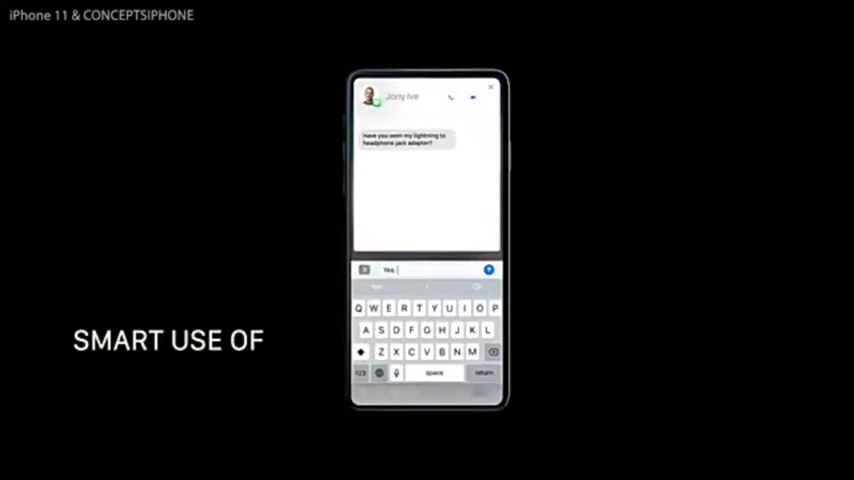 iPhone 11 & CONCEPTSIPHONE
Jony Ive
Have you seen my lightning to
headphone jack adapter?
Yes
Yes
Q W E R T Y U I O P
A S D F G H J K L
Z X C V B N M
123 space return
SMART USE OF